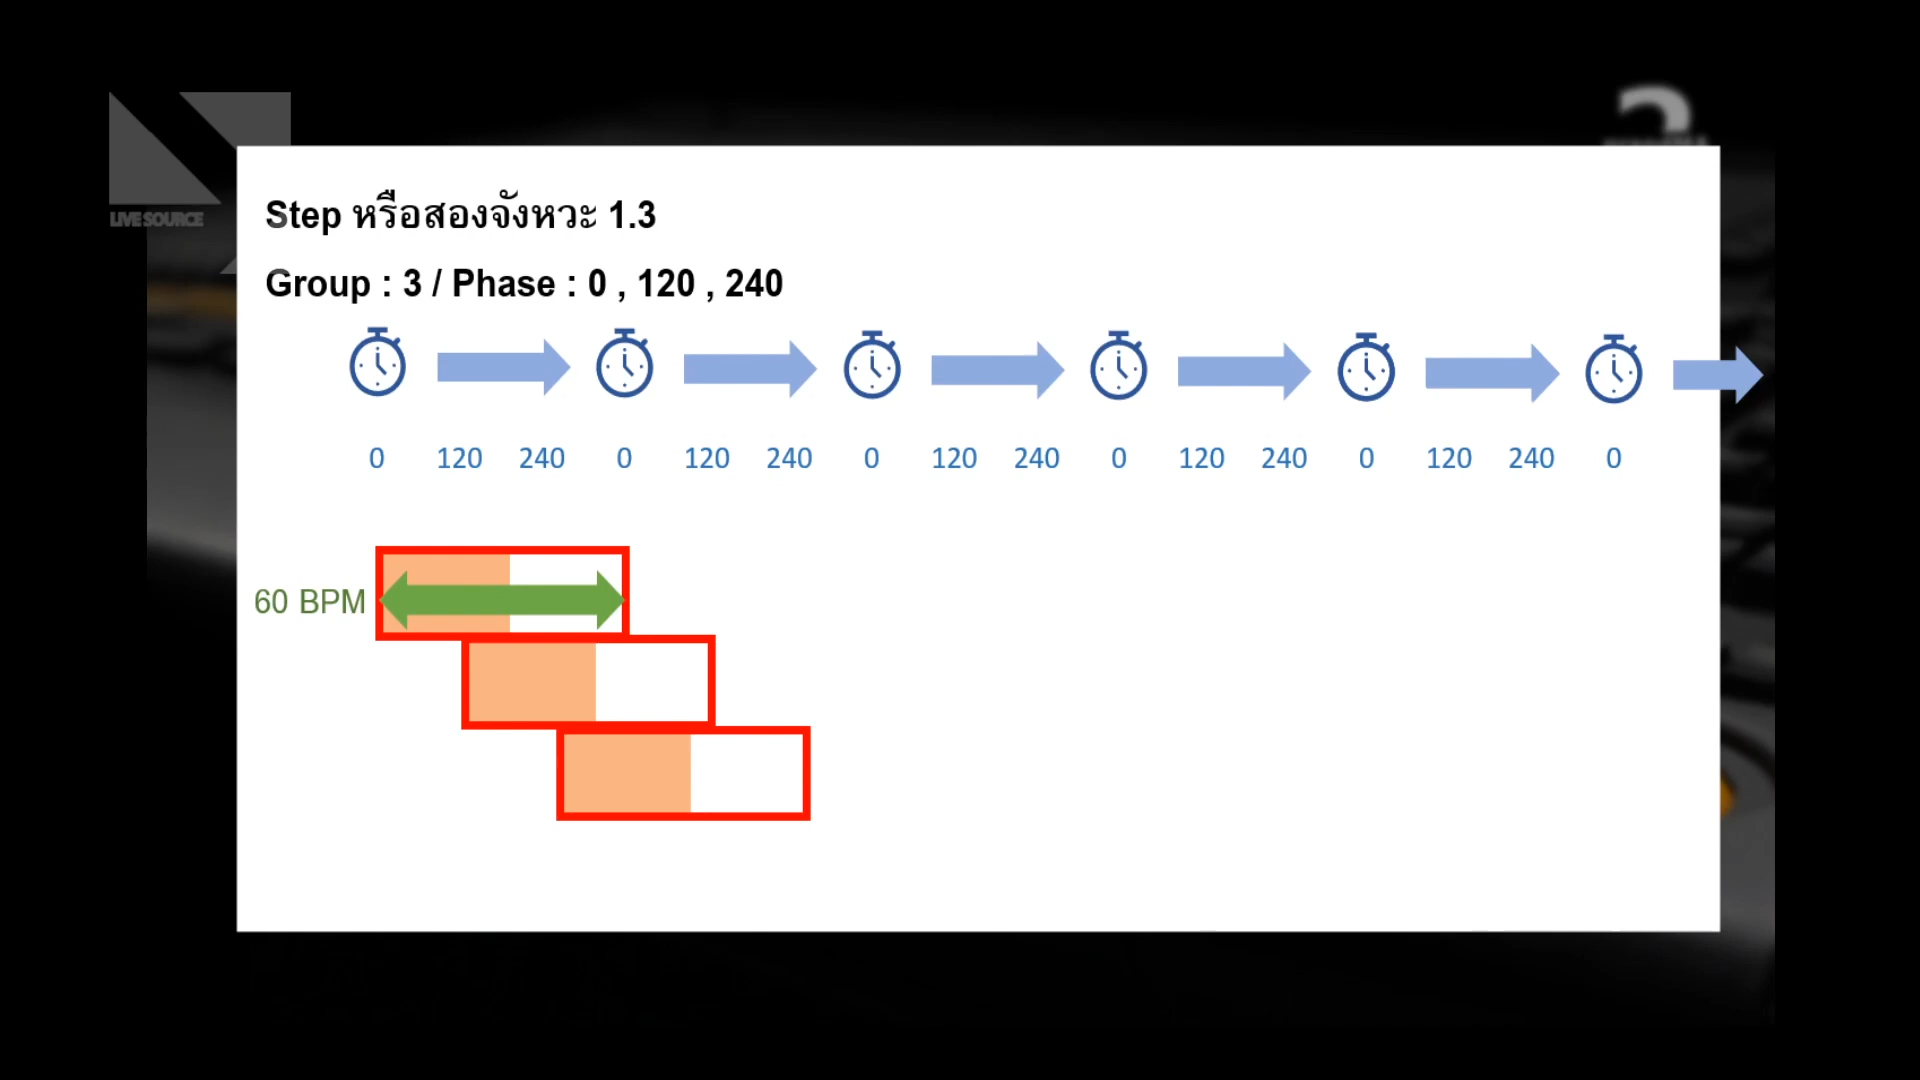 LIVE SOURCE
Step หรือสองจังหวะ 1.3
Group : 3 / Phase : 0 , 120 , 240
0 120 240 0 120 240 0 120 240 0 120 240 0 120 240 0
60 BPM